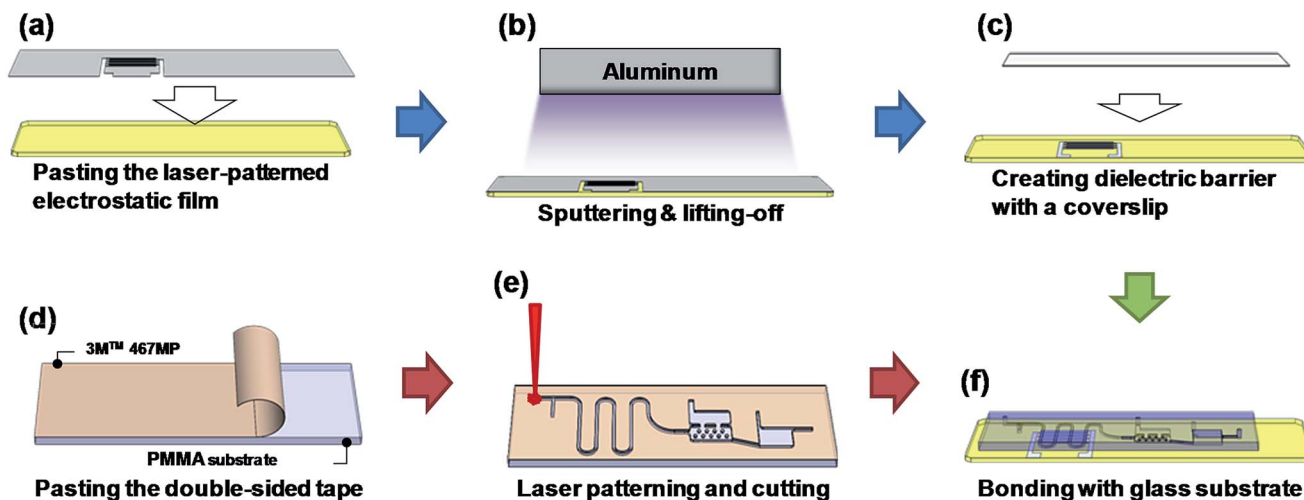 (a)
Pasting the laser-patterned
electrostatic film
(b)
Aluminum
Sputtering & lifting-off
(c)
Creating dielectric barrier
with a coverslip
(d)
3M™ 467MP
PMMA substrate
Pasting the double-sided tape
(e)
Laser patterning and cutting
(f)
Bonding with glass substrate